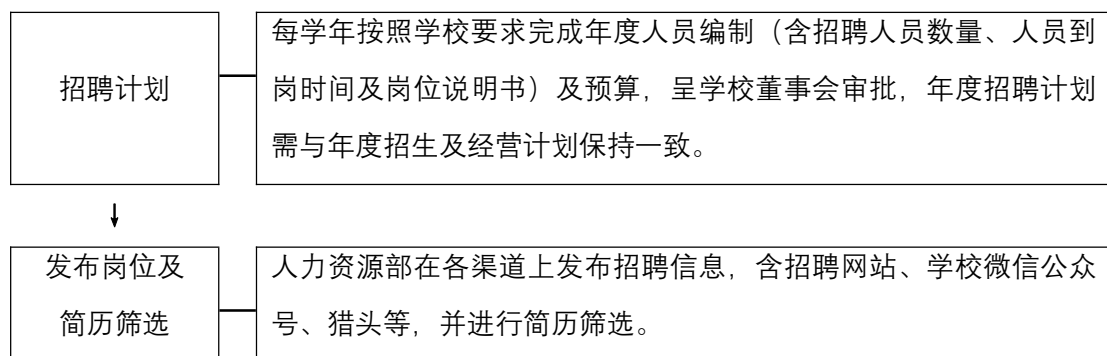 招聘计划
每学年按照学校要求完成年度人员编制（含招聘人员数量、人员到
岗时间及岗位说明书）及预算，呈学校董事会审批，年度招聘计划
需与年度招生及经营计划保持一致。
发布岗位及
简历筛选
人力资源部在各渠道上发布招聘信息，含招聘网站、学校微信公众
号、猎头等，并进行简历筛选。